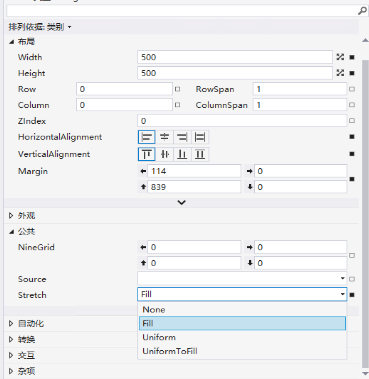 排列依据: 类别
布局
Width 500
Height 500
Row 0 RowSpan 1
Column 0 ColumnSpan 1
ZIndex 0
HorizontalAlignment
VerticalAlignment
Margin 114 0
839 0
外观
公共
NineGrid 0 0
0 0
Source
Stretch Fill
None
Fill
Uniform
UniformToFill
自动化
转换
交互
杂项